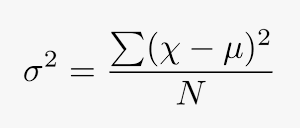 σ² = ∑(χ − μ)² / N